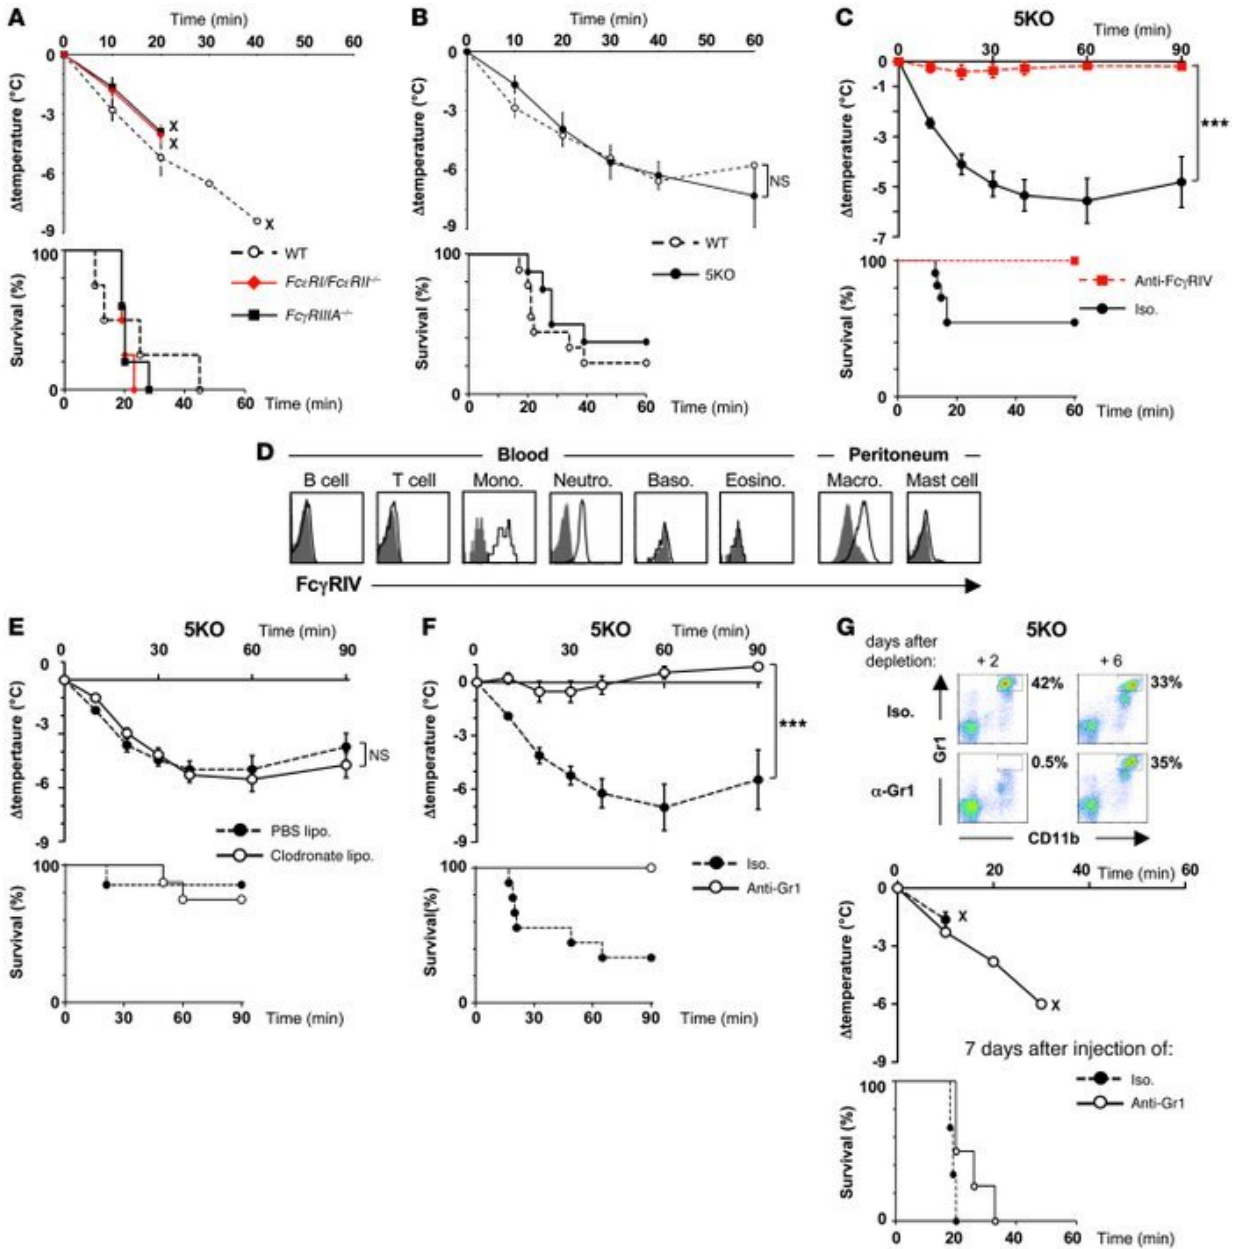 A
Time (min)
0 10 20 30 40 50 60
0
-3
-6
-9
Δtemperature (°C)
X
X
X
WT
FcεRI/FcεRII-/-
FcγRIIIA-/-
100
0
Survival (%)
0 20 40 60 Time (min)
B
Time (min)
0 10 20 30 40 50 60
0
-3
-6
-9
Δtemperature (°C)
NS
WT
5KO
100
0
Survival (%)
0 20 40 60
Time (min)
C
5KO Time (min)
0 30 60 90
0
-1
-3
-5
-7
Δtemperature (°C)
***
Anti-FcγRIV
Iso.
100
0
Survival (%)
0 20 40 60 Time (min)
D
Blood Peritoneum
B cell T cell Mono. Neutro. Baso. Eosino. Macro. Mast cell
FcγRIV
E
5KO Time (min)
0 30 60 90
0
-3
-6
-9
Δtempertaure (°C)
NS
PBS lipo.
Clodronate lipo.
100
0
Survival (%)
0 30 60 90 Time (min)
F
5KO Time (min)
0 30 60 90
0
-3
-6
-9
Δtemperature (°C)
***
Iso.
Anti-Gr1
100
0
Survival(%)
0 30 60 90 Time (min)
G
5KO
days after
depletion: + 2 + 6
Iso. 42% 33%
Gr1
α-Gr1 0.5% 35%
CD11b
Time (min)
0 20 40 60
0
-3
-6
-9
Δtemperature (°C)
X
X
7 days after injection of:
Iso.
Anti-Gr1
100
0
Survival (%)
0 20 40 60
Time (min)